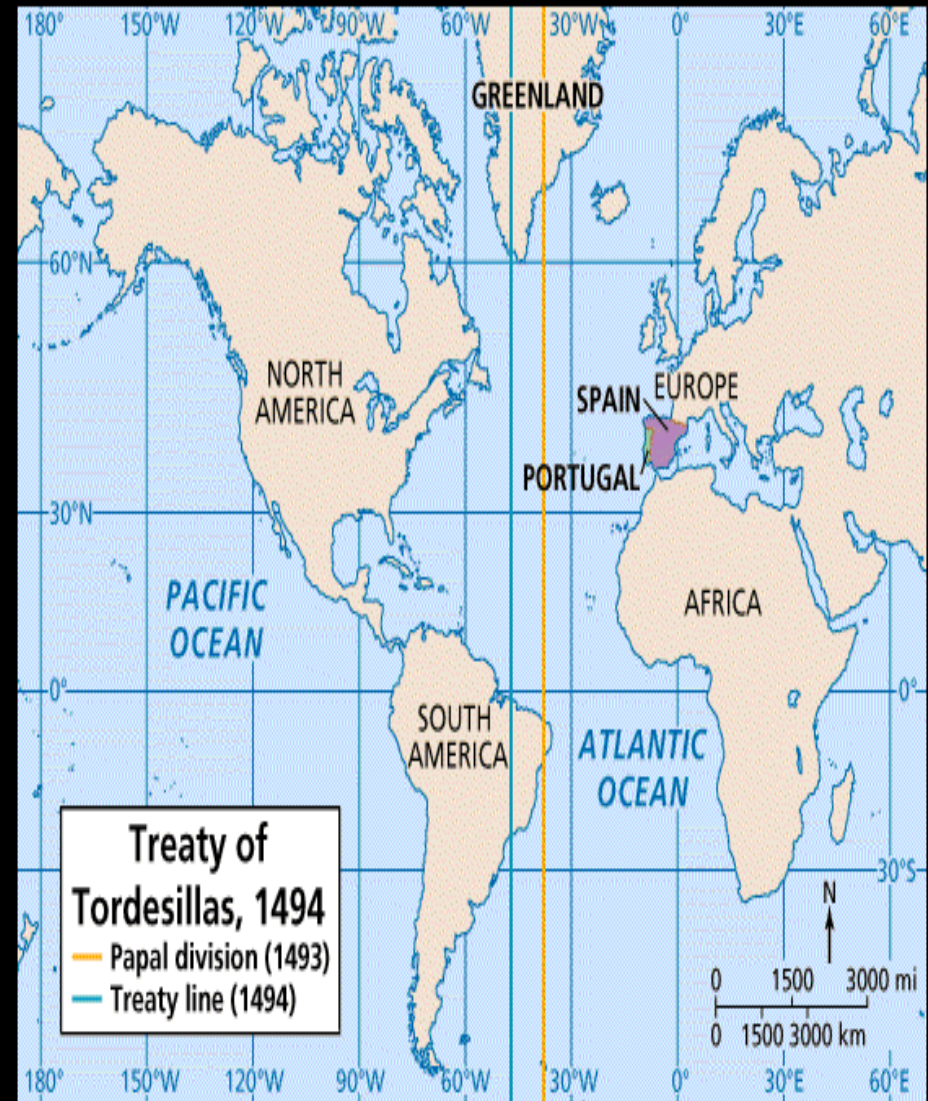 180° 150°W 120°W 90°W 60°W 30°W 0° 30°E 60°E
GREENLAND
60°N
NORTH
AMERICA
EUROPE
SPAIN
PORTUGAL
30°N
PACIFIC
OCEAN
AFRICA
0° 0°
SOUTH
AMERICA
ATLANTIC
OCEAN
30°S
Treaty of
Tordesillas, 1494
Papal division (1493)
Treaty line (1494)
N
0 1500 3000 mi
0 1500 3000 km
180° 150°W 120°W 90°W 60°W 30°W 0° 30°E 60°E